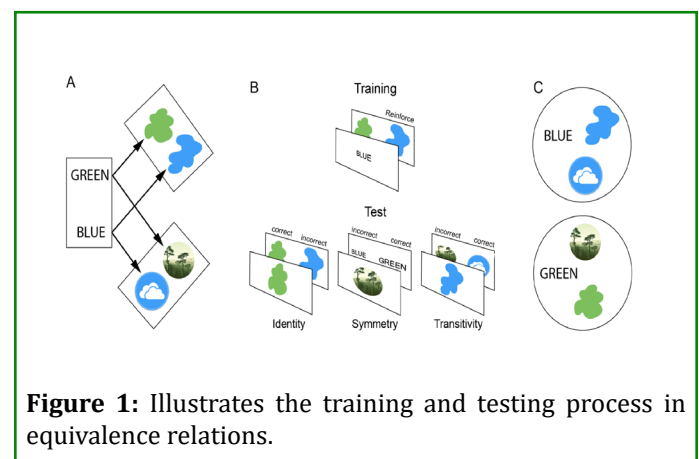 A
B
C
Training
Reinforce
BLUE
GREEN
BLUE
Test
correct incorrect
incorrect correct
incorrect correct
BLUE GREEN
Identity Symmetry Transitivity
BLUE
GREEN
Figure 1: Illustrates the training and testing process in
equivalence relations.